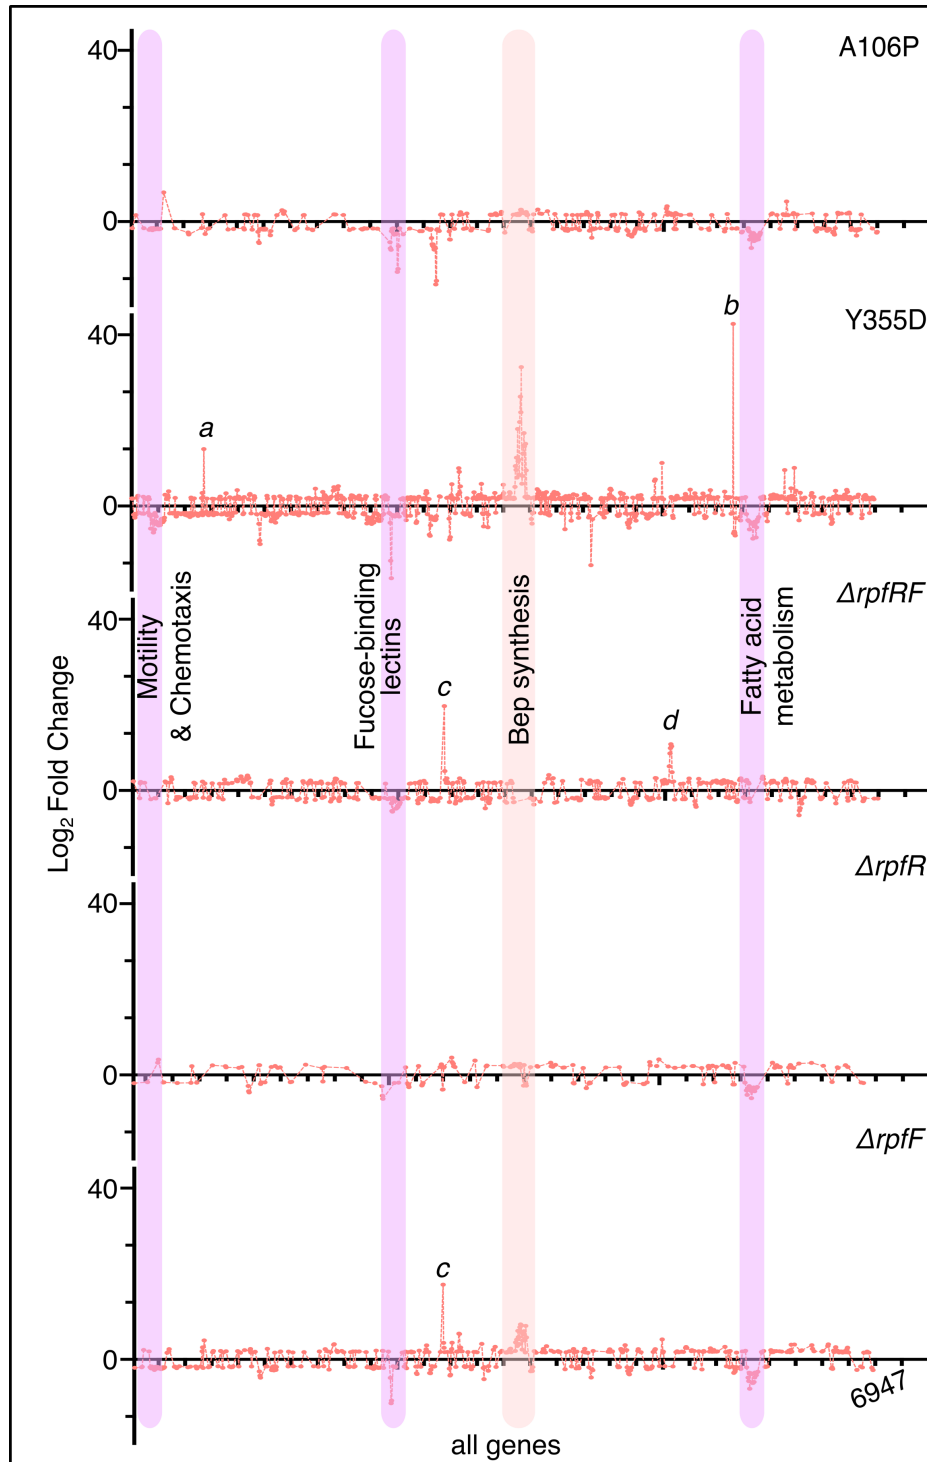 A106P
40
0
Y355D
b
40
a
0
ΔrpfRF
Motility
& Chemotaxis
Fucose-binding
lectins
Bep synthesis
Fatty acid
metabolism
40
c
d
0
Log2 Fold Change
ΔrpfR
40
0
ΔrpfF
40
c
0
6947
all genes